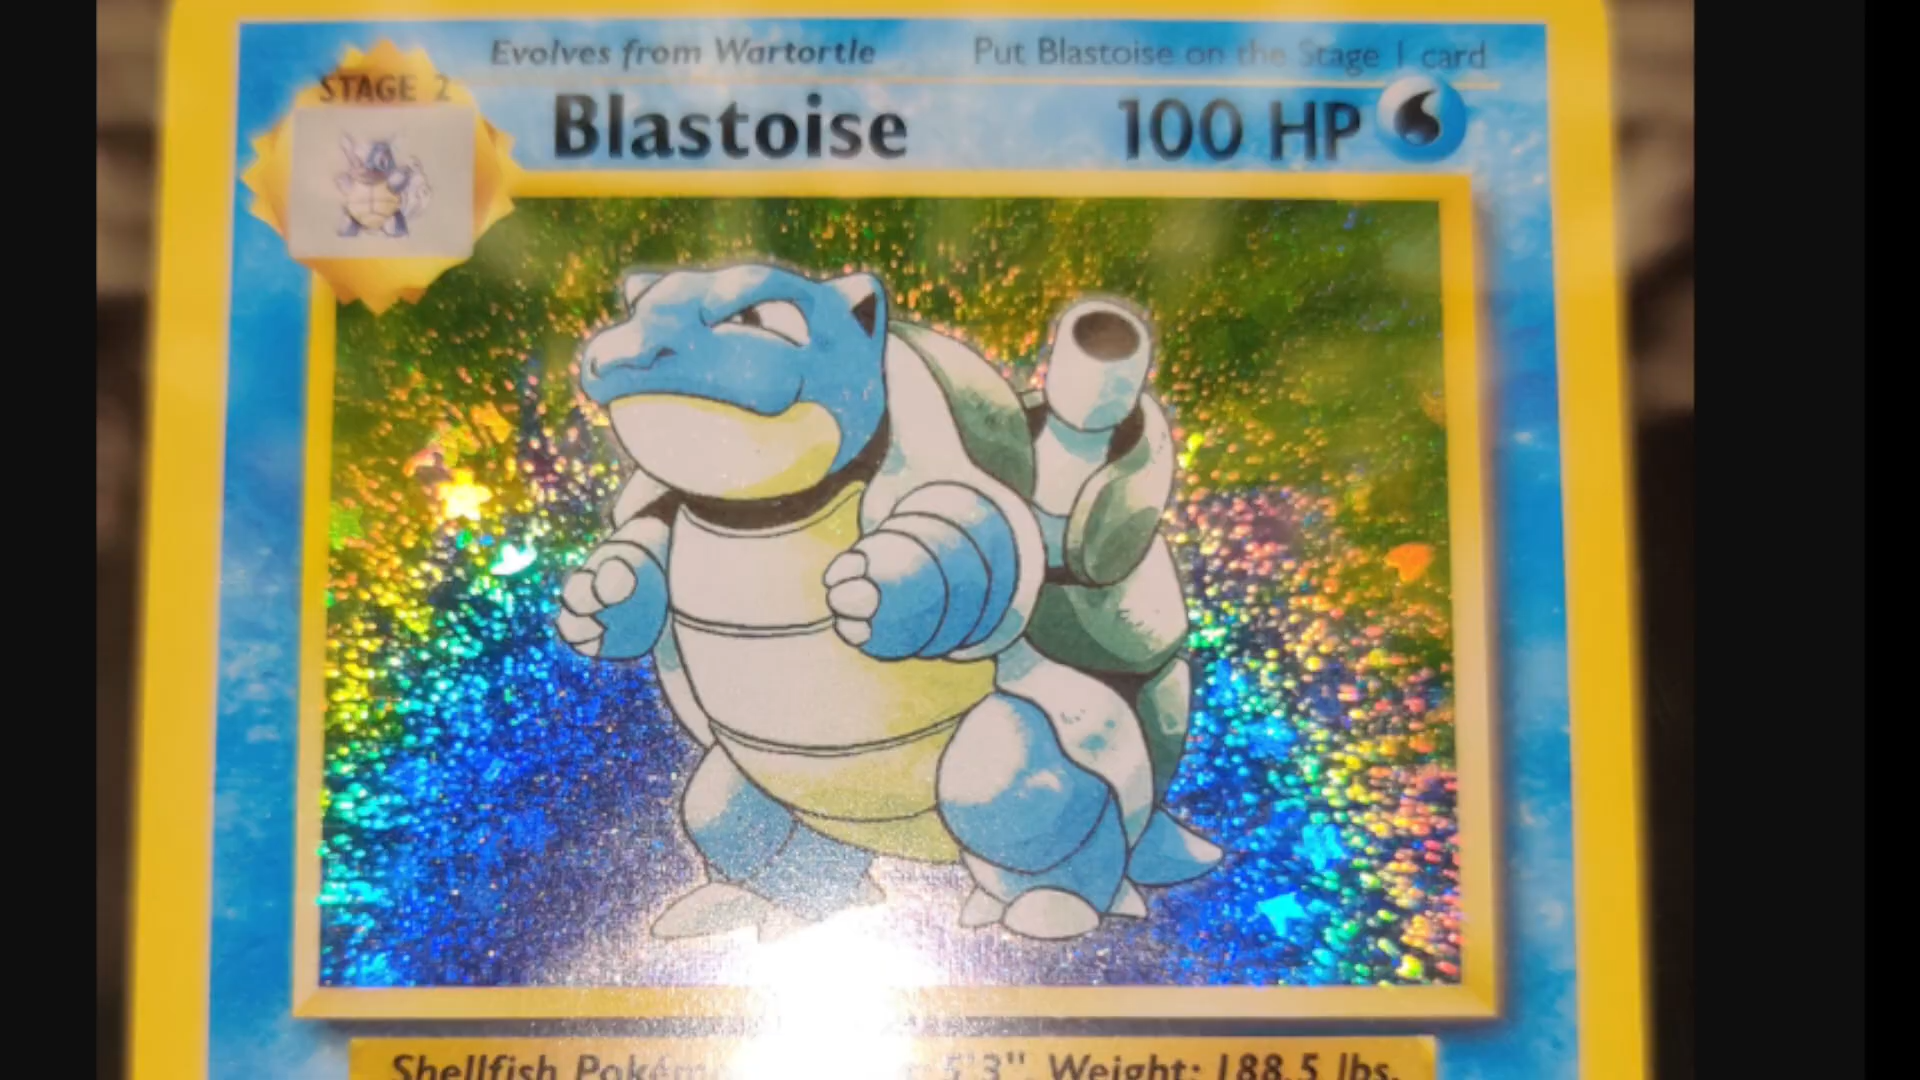 Evolves from Wartortle Put Blastoise on the Stage 1 card
STAGE 2
Blastoise 100 HP
Shellfish 5'3". Weight: 188.5 lbs.